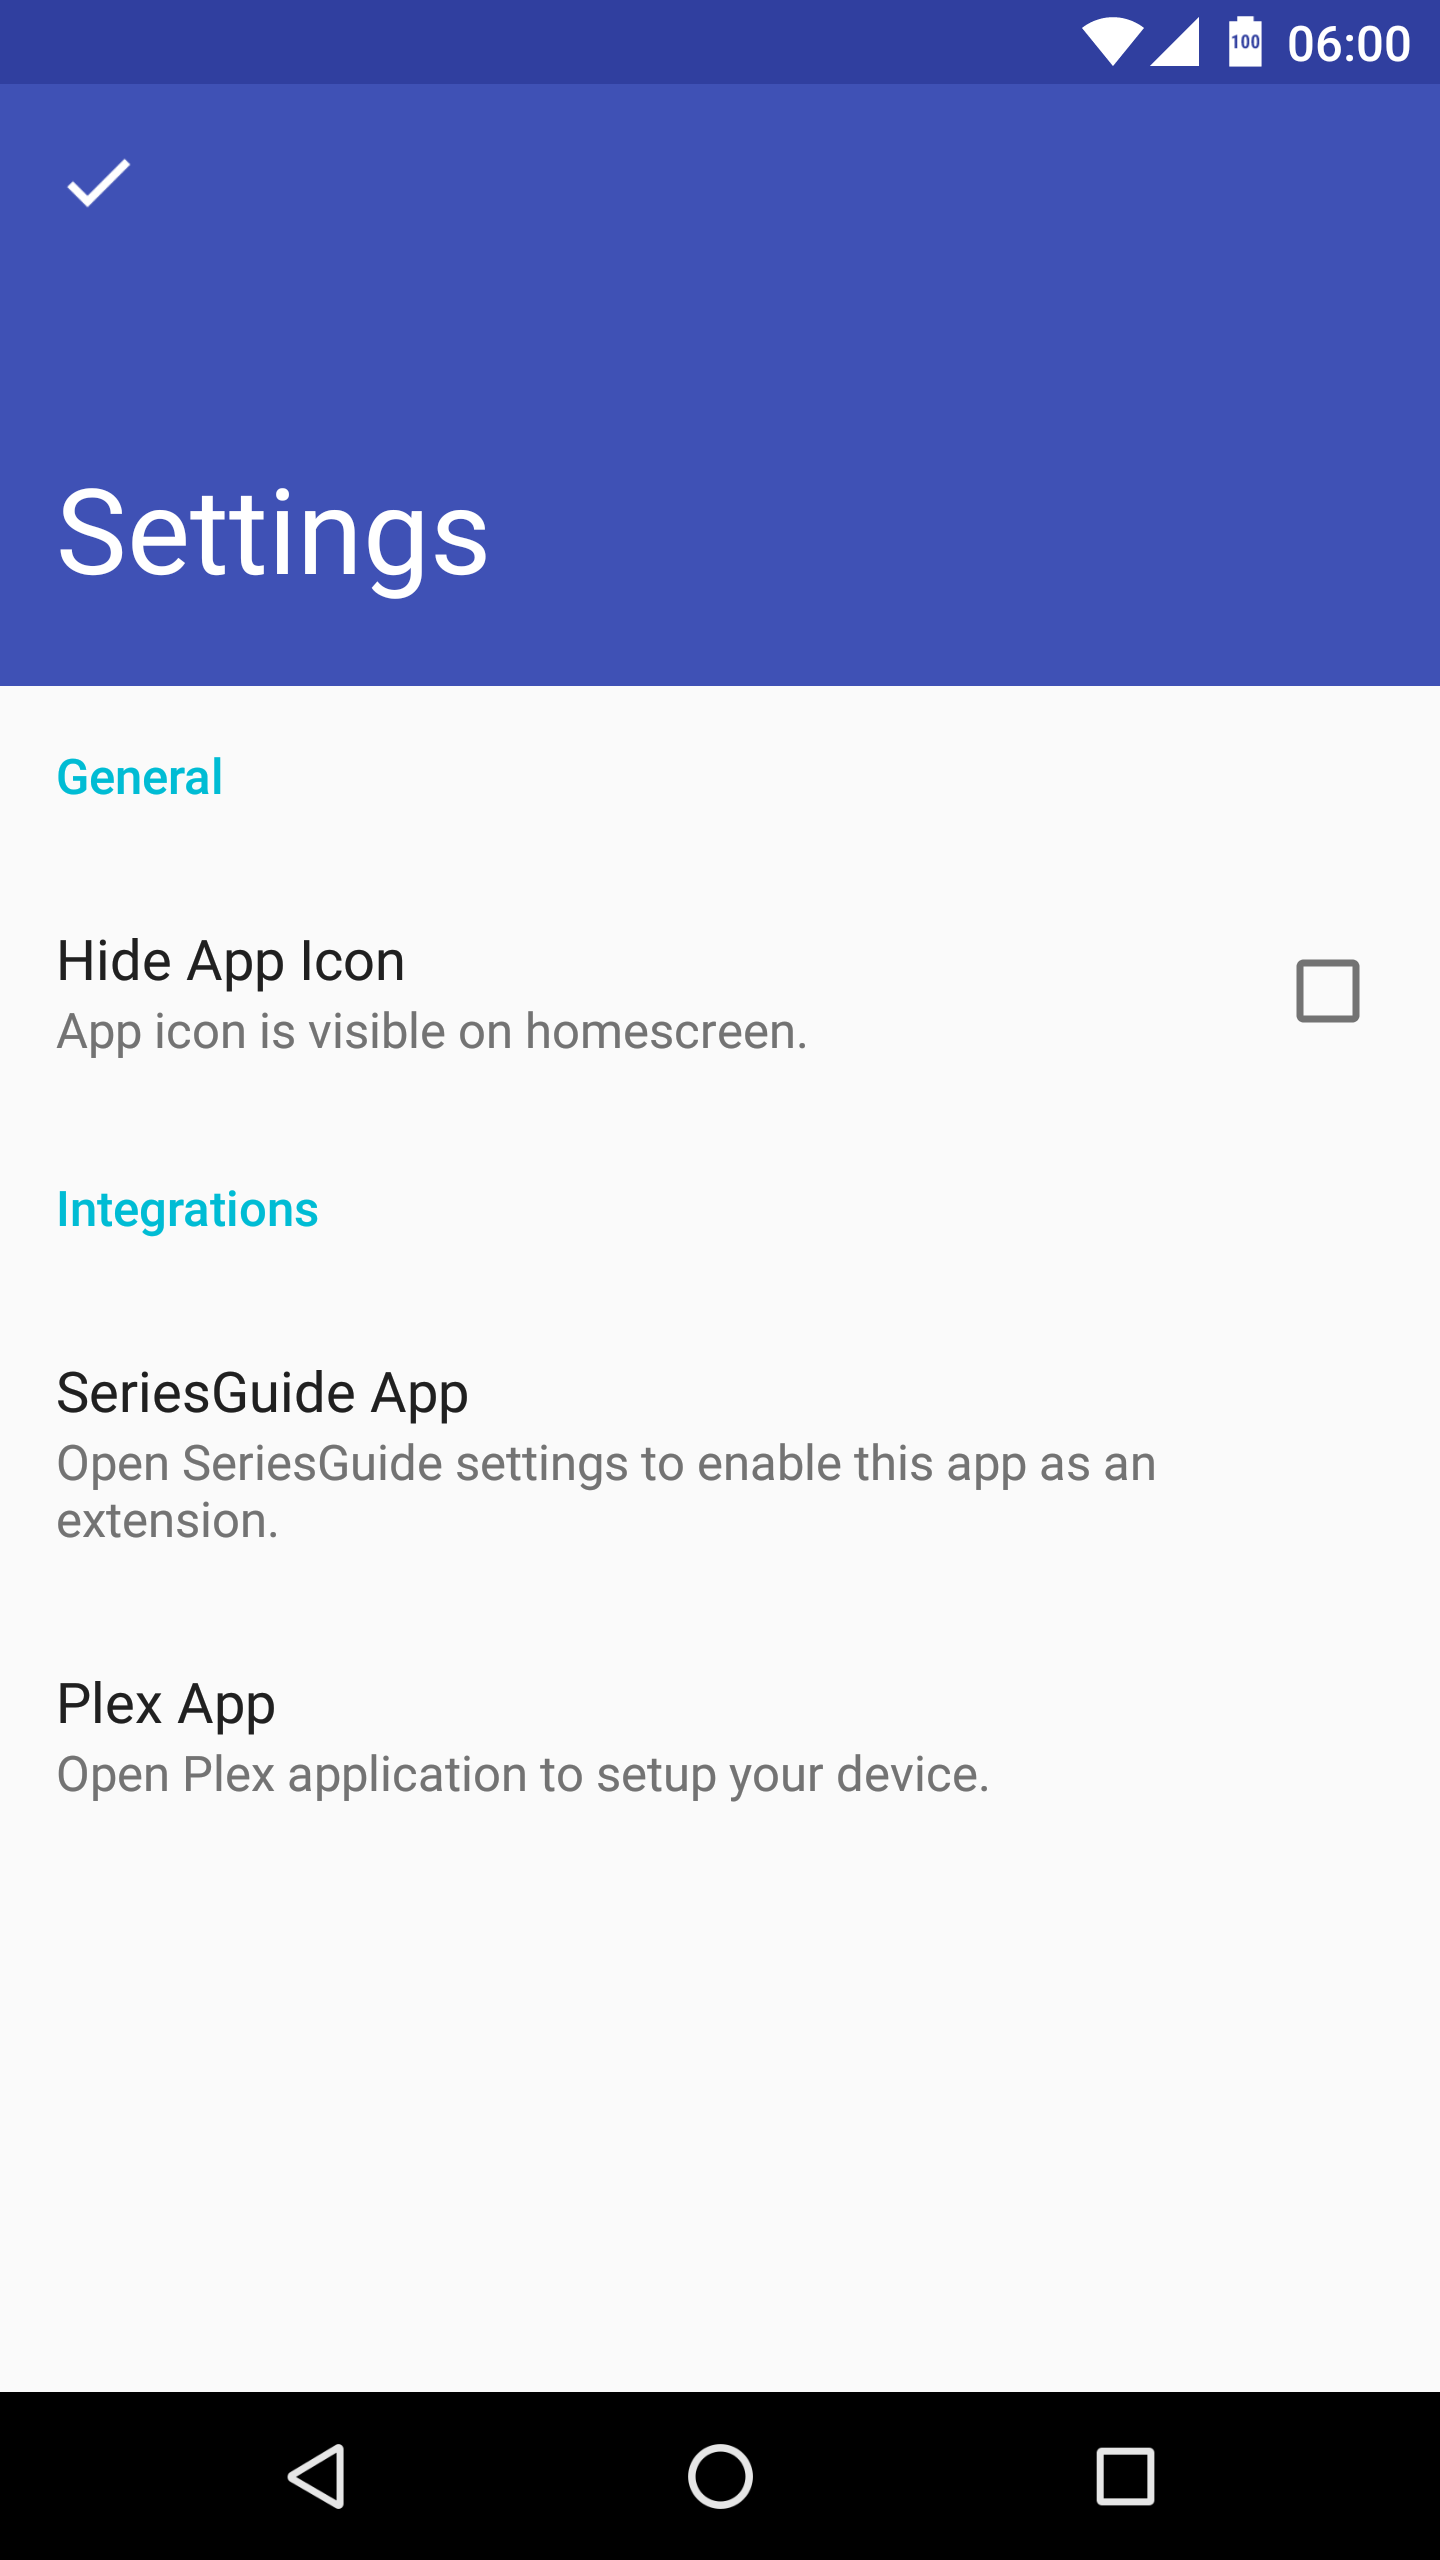 100 06:00
Settings
General
Hide App Icon
App icon is visible on homescreen.
Integrations
SeriesGuide App
Open SeriesGuide settings to enable this app as an
extension.
Plex App
Open Plex application to setup your device.